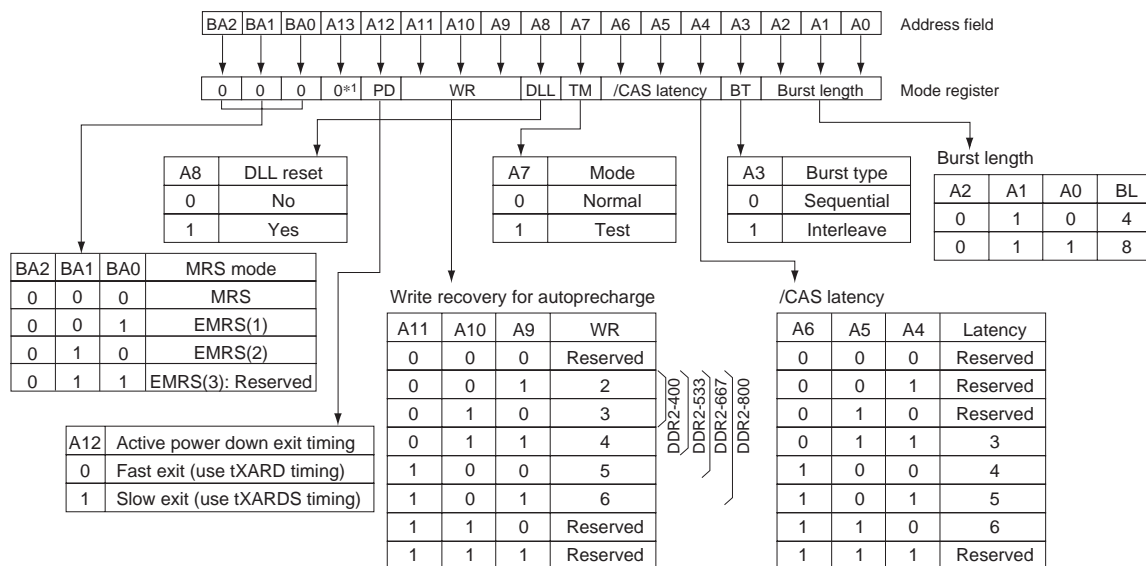 BA2 BA1 BA0 A13 A12 A11 A10 A9 A8 A7 A6 A5 A4 A3 A2 A1 A0 Address field
0 0 0 0*1 PD WR DLL TM /CAS latency BT Burst length Mode register
A8 DLL reset
0 No
1 Yes
A7 Mode
0 Normal
1 Test
A3 Burst type
0 Sequential
1 Interleave
Burst length
A2 A1 A0 BL
0 1 0 4
0 1 1 8
BA2 BA1 BA0 MRS mode
0 0 0 MRS
0 0 1 EMRS(1)
0 1 0 EMRS(2)
0 1 1 EMRS(3): Reserved
A12 Active power down exit timing
0 Fast exit (use tXARD timing)
1 Slow exit (use tXARDS timing)
Write recovery for autoprecharge
A11 A10 A9 WR
0 0 0 Reserved
0 0 1 2
0 1 0 3
0 1 1 4
1 0 0 5
1 0 1 6
1 1 0 Reserved
1 1 1 Reserved
DDR2-400
DDR2-533
DDR2-667
DDR2-800
/CAS latency
A6 A5 A4 Latency
0 0 0 Reserved
0 0 1 Reserved
0 1 0 Reserved
0 1 1 3
1 0 0 4
1 0 1 5
1 1 0 6
1 1 1 Reserved